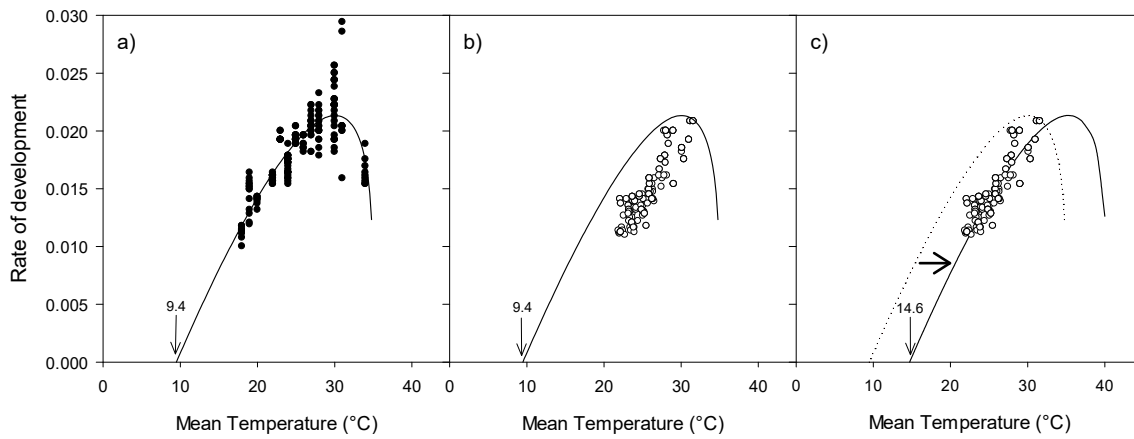 0.030
0.025
0.020
0.015
0.010
0.005
0.000
Rate of development
a)
9.4
0 10 20 30 40
Mean Temperature (°C)
b)
9.4
0 10 20 30 40
Mean Temperature (°C)
c)
14.6
0 10 20 30 40
Mean Temperature (°C)